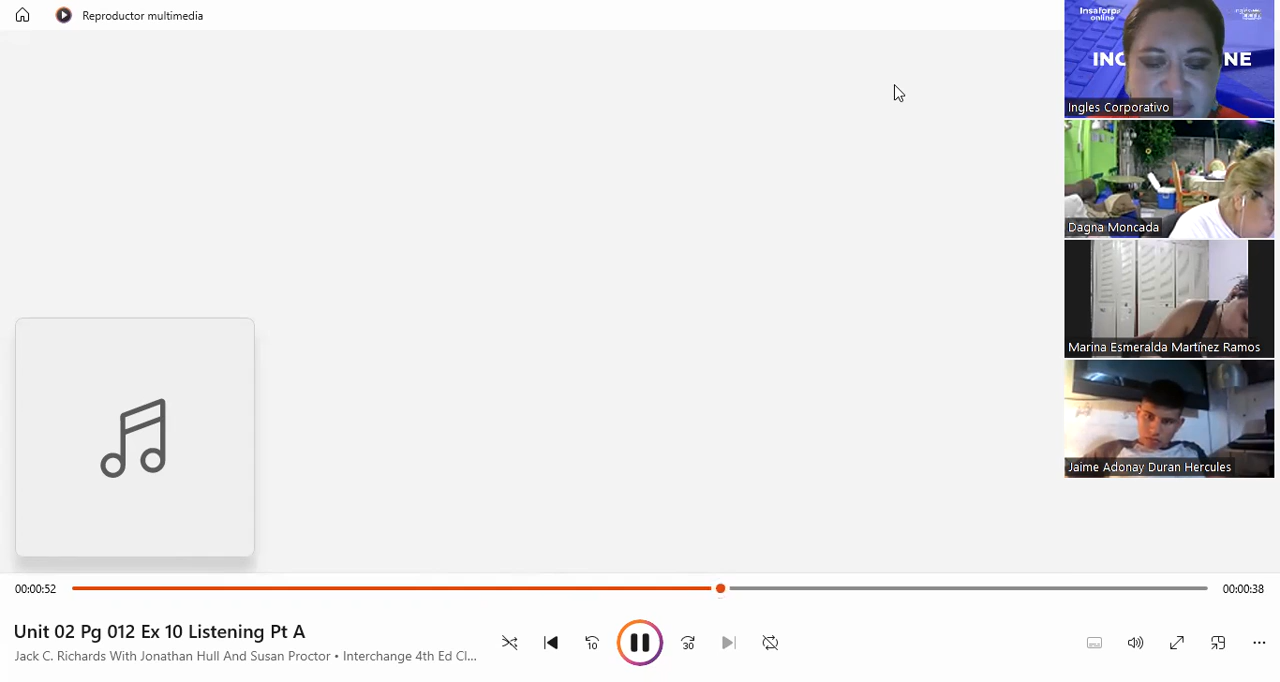 Reproductor multimedia
Insaforp
online
Ingles Corporativo
Dagna Moncada
Marina Esmeralda Martínez Ramos
Jaime Adonay Duran Hercules
00:00:52
00:00:38
Unit 02 Pg 012 Ex 10 Listening Pt A
Jack C. Richards With Jonathan Hull And Susan Proctor • Interchange 4th Ed Cl...
10
30